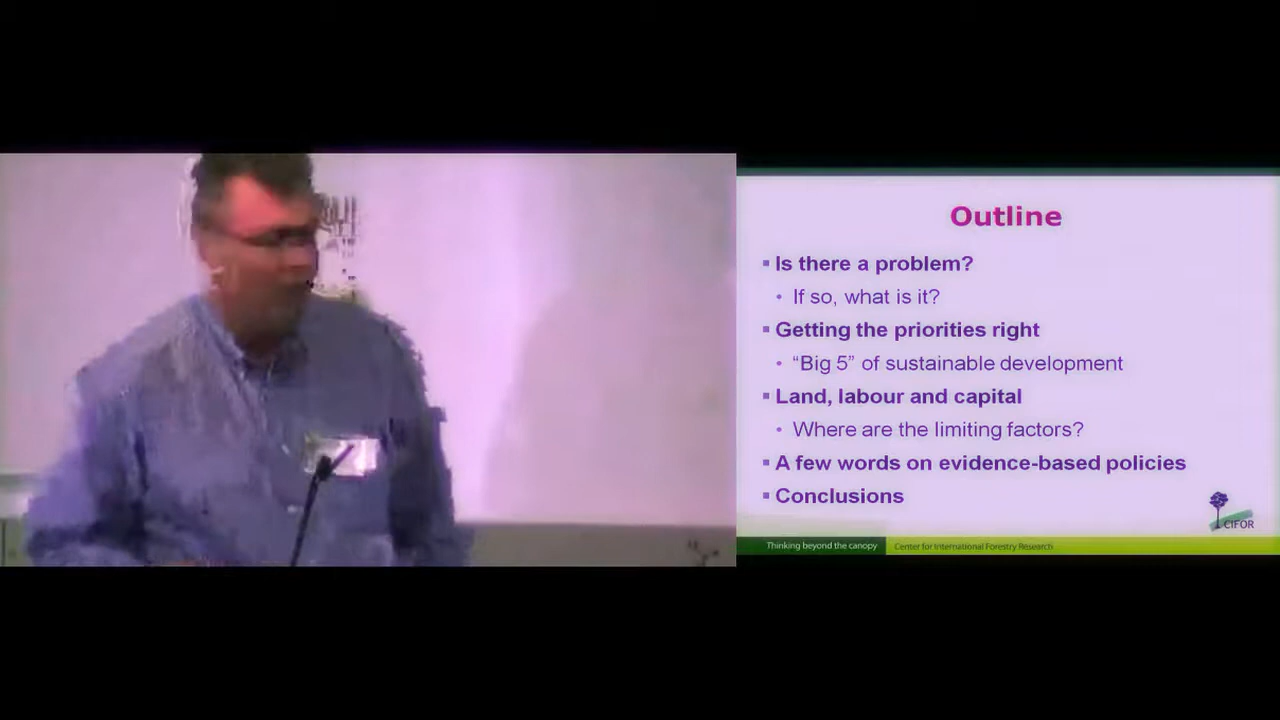 Outline
Is there a problem?
If so, what is it?
Getting the priorities right
“Big 5” of sustainable development
Land, labour and capital
Where are the limiting factors?
A few words on evidence-based policies
Conclusions
CIFOR
Thinking beyond the canopy
Center for International Forestry Research